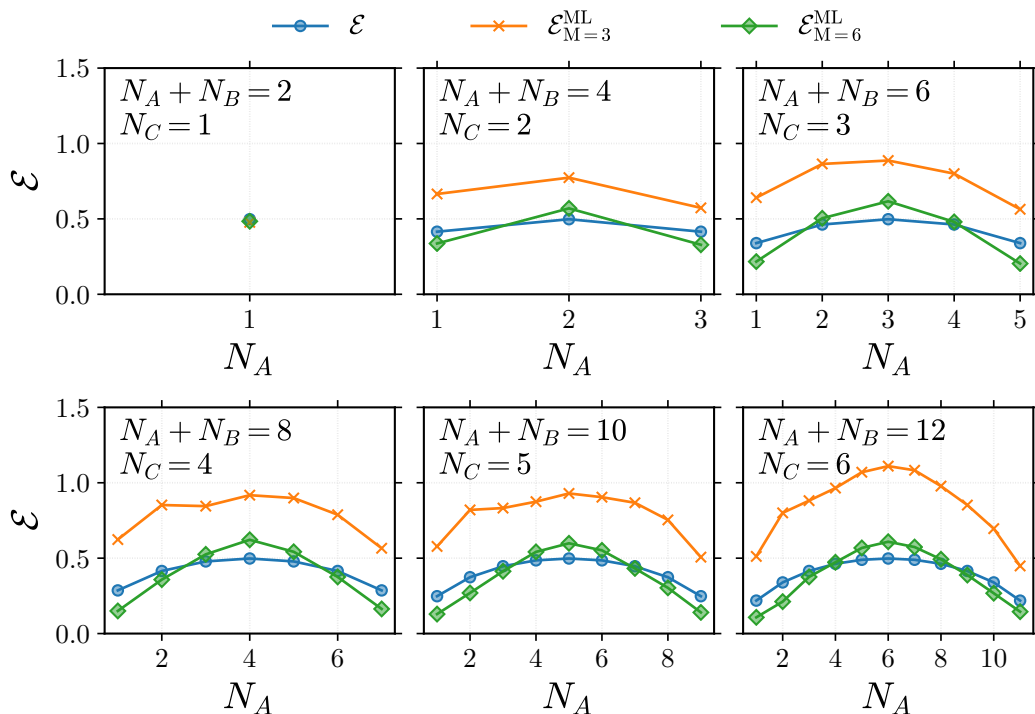 ℰ ℰ^ML_M=3 ℰ^ML_M=6
1.5
1.0
0.5
0.0
ℰ
N_A + N_B = 2
N_C = 1
1
N_A
N_A + N_B = 4
N_C = 2
1 2 3
N_A
N_A + N_B = 6
N_C = 3
1 2 3 4 5
N_A
1.5
1.0
0.5
0.0
ℰ
N_A + N_B = 8
N_C = 4
2 4 6
N_A
N_A + N_B = 10
N_C = 5
2 4 6 8
N_A
N_A + N_B = 12
N_C = 6
2 4 6 8 10
N_A